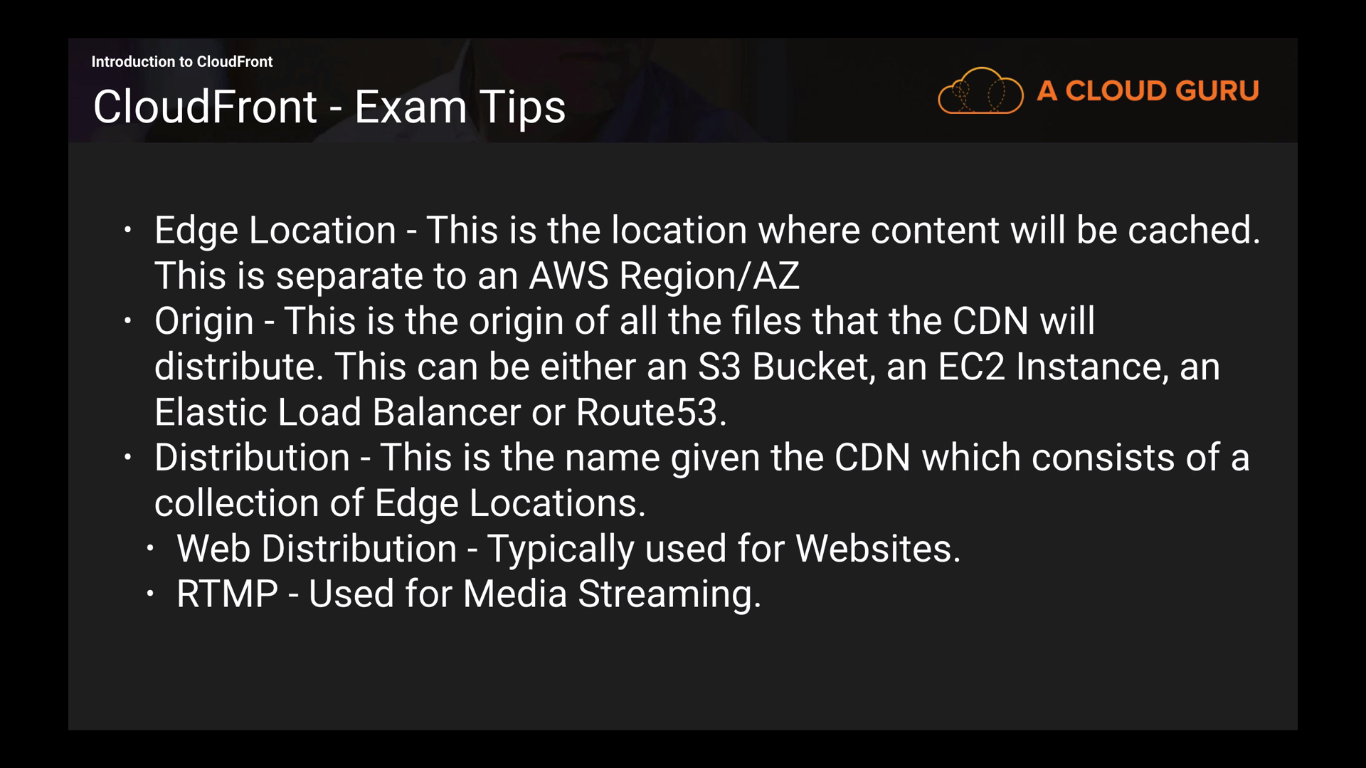 Introduction to CloudFront
CloudFront - Exam Tips
A CLOUD GURU
• Edge Location - This is the location where content will be cached.
This is separate to an AWS Region/AZ
• Origin - This is the origin of all the files that the CDN will
distribute. This can be either an S3 Bucket, an EC2 Instance, an
Elastic Load Balancer or Route53.
• Distribution - This is the name given the CDN which consists of a
collection of Edge Locations.
• Web Distribution - Typically used for Websites.
• RTMP - Used for Media Streaming.